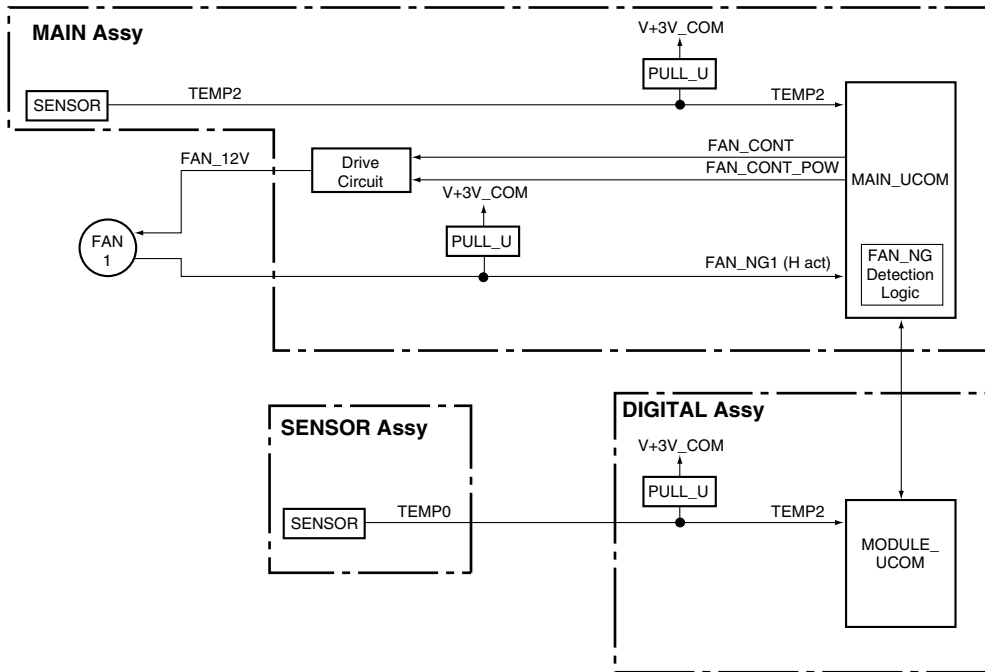 MAIN Assy
V+3V_COM
PULL_U
SENSOR
TEMP2
TEMP2
FAN_CONT
FAN_CONT_POW
FAN_12V
Drive
Circuit
MAIN_UCOM
V+3V_COM
PULL_U
FAN
1
FAN_NG1 (H act)
FAN_NG
Detection
Logic
SENSOR Assy
DIGITAL Assy
V+3V_COM
PULL_U
SENSOR
TEMP0
TEMP2
MODULE_
UCOM